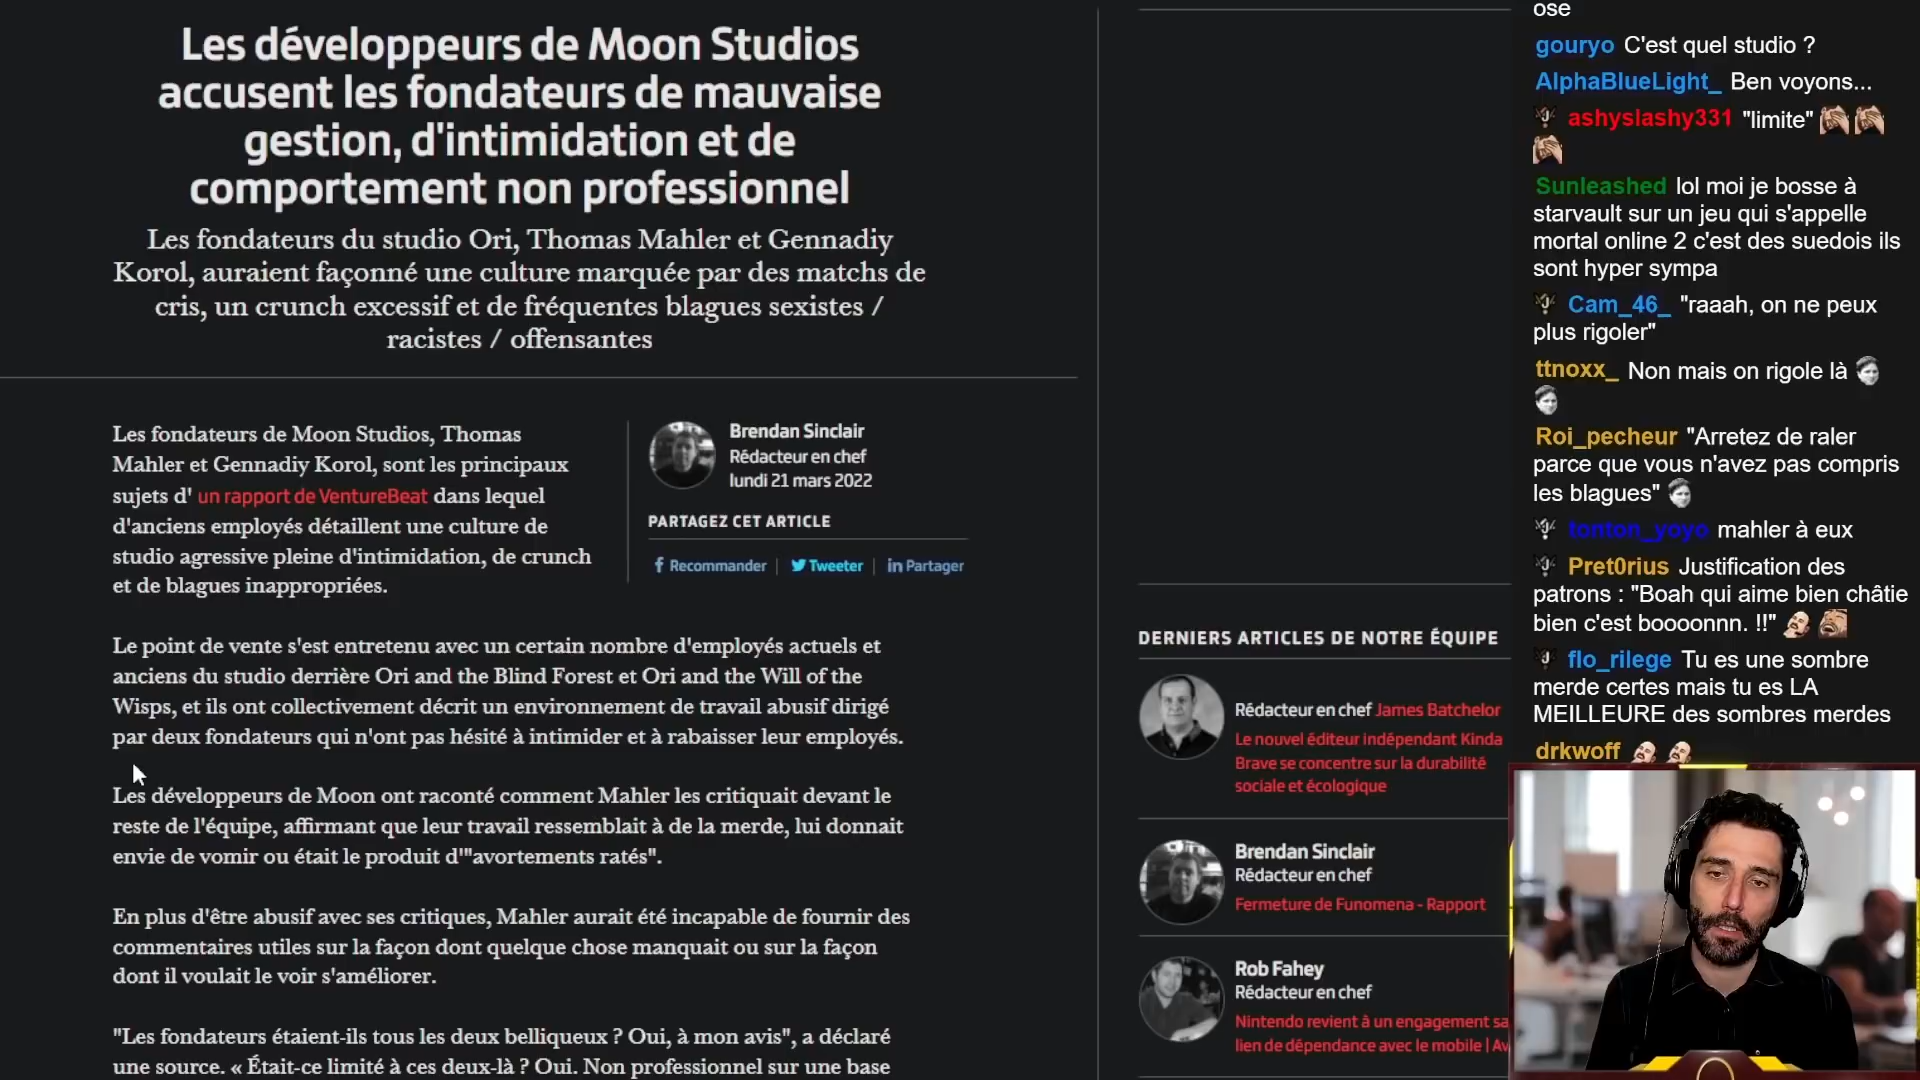 Les développeurs de Moon Studios
accusent les fondateurs de mauvaise
gestion, d'intimidation et de
comportement non professionnel
Les fondateurs du studio Ori, Thomas Mahler et Gennadiy
Korol, auraient façonné une culture marquée par des matchs de
cris, un crunch excessif et de fréquentes blagues sexistes /
racistes / offensantes
Les fondateurs de Moon Studios, Thomas
Mahler et Gennadiy Korol, sont les principaux
sujets d' un rapport de VentureBeat dans lequel
d'anciens employés détaillent une culture de
studio agressive pleine d'intimidation, de crunch
et de blagues inappropriées.
Brendan Sinclair
Rédacteur en chef
lundi 21 mars 2022
PARTAGEZ CET ARTICLE
Recommander | Tweeter | in Partager
Le point de vente s'est entretenu avec un certain nombre d'employés actuels et
anciens du studio derrière Ori and the Blind Forest et Ori and the Will of the
Wisps, et ils ont collectivement décrit un environnement de travail abusif dirigé
par deux fondateurs qui n'ont pas hésité à intimider et à rabaisser leur employés.
Les développeurs de Moon ont raconté comment Mahler les critiquait devant le
reste de l'équipe, affirmant que leur travail ressemblait à de la merde, lui donnait
envie de vomir ou était le produit d'"avortements ratés".
En plus d'être abusif avec ses critiques, Mahler aurait été incapable de fournir des
commentaires utiles sur la façon dont quelque chose manquait ou sur la façon
dont il voulait le voir s'améliorer.
"Les fondateurs étaient-ils tous les deux belliqueux ? Oui, à mon avis", a déclaré
une source. « Était-ce limité à ces deux-là ? Oui. Non professionnel sur une base
DERNIERS ARTICLES DE NOTRE ÉQUIPE
Rédacteur en chef James Batchelor
Le nouvel éditeur indépendant Kinda
Brave se concentre sur la durabilité
sociale et écologique
Brendan Sinclair
Rédacteur en chef
Fermeture de Funomena - Rapport
Rob Fahey
Rédacteur en chef
Nintendo revient à un engagement sa
lien de dépendance avec le mobile | Av
ose
gouryo C'est quel studio ?
AlphaBlueLight_ Ben voyons...
ashyslashy331 "limite"
Sunleashed lol moi je bosse à
starvault sur un jeu qui s'appelle
mortal online 2 c'est des suedois ils
sont hyper sympa
Cam_46_ "raaah, on ne peux
plus rigoler"
ttnoxx_ Non mais on rigole là
Roi_pecheur "Arretez de raler
parce que vous n'avez pas compris
les blagues"
tonton_yoyo mahler à eux
Pret0rius Justification des
patrons : "Boah qui aime bien châtie
bien c'est boooonnn. !!"
flo_rilege Tu es une sombre
merde certes mais tu es LA
MEILLEURE des sombres merdes
drkwoff